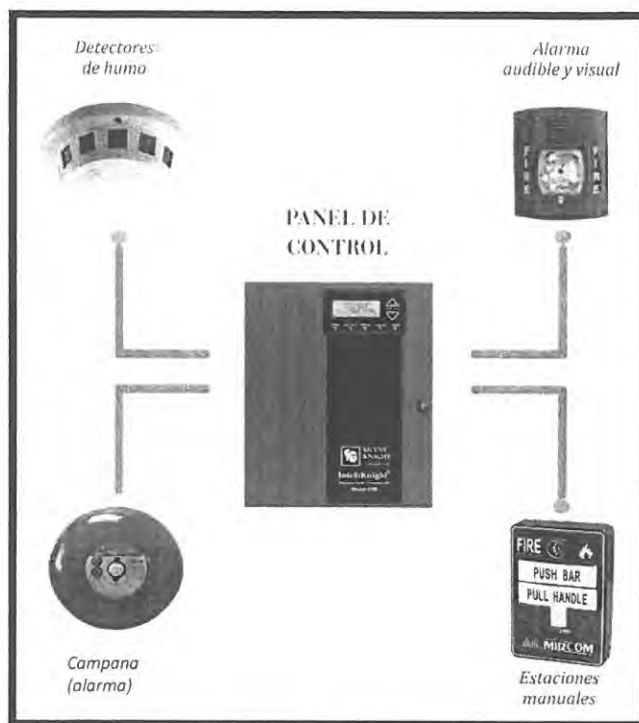 Detectores
de humo
Alarma
audible y visual
FIRE
FIRE
PANEL DE
CONTROL
SILENT
KNIGHT
IntelliKnight
FIRE
PUSH BAR
PULL HANDLE
MIRCOM
Campana
(alarma)
Estaciones
manuales